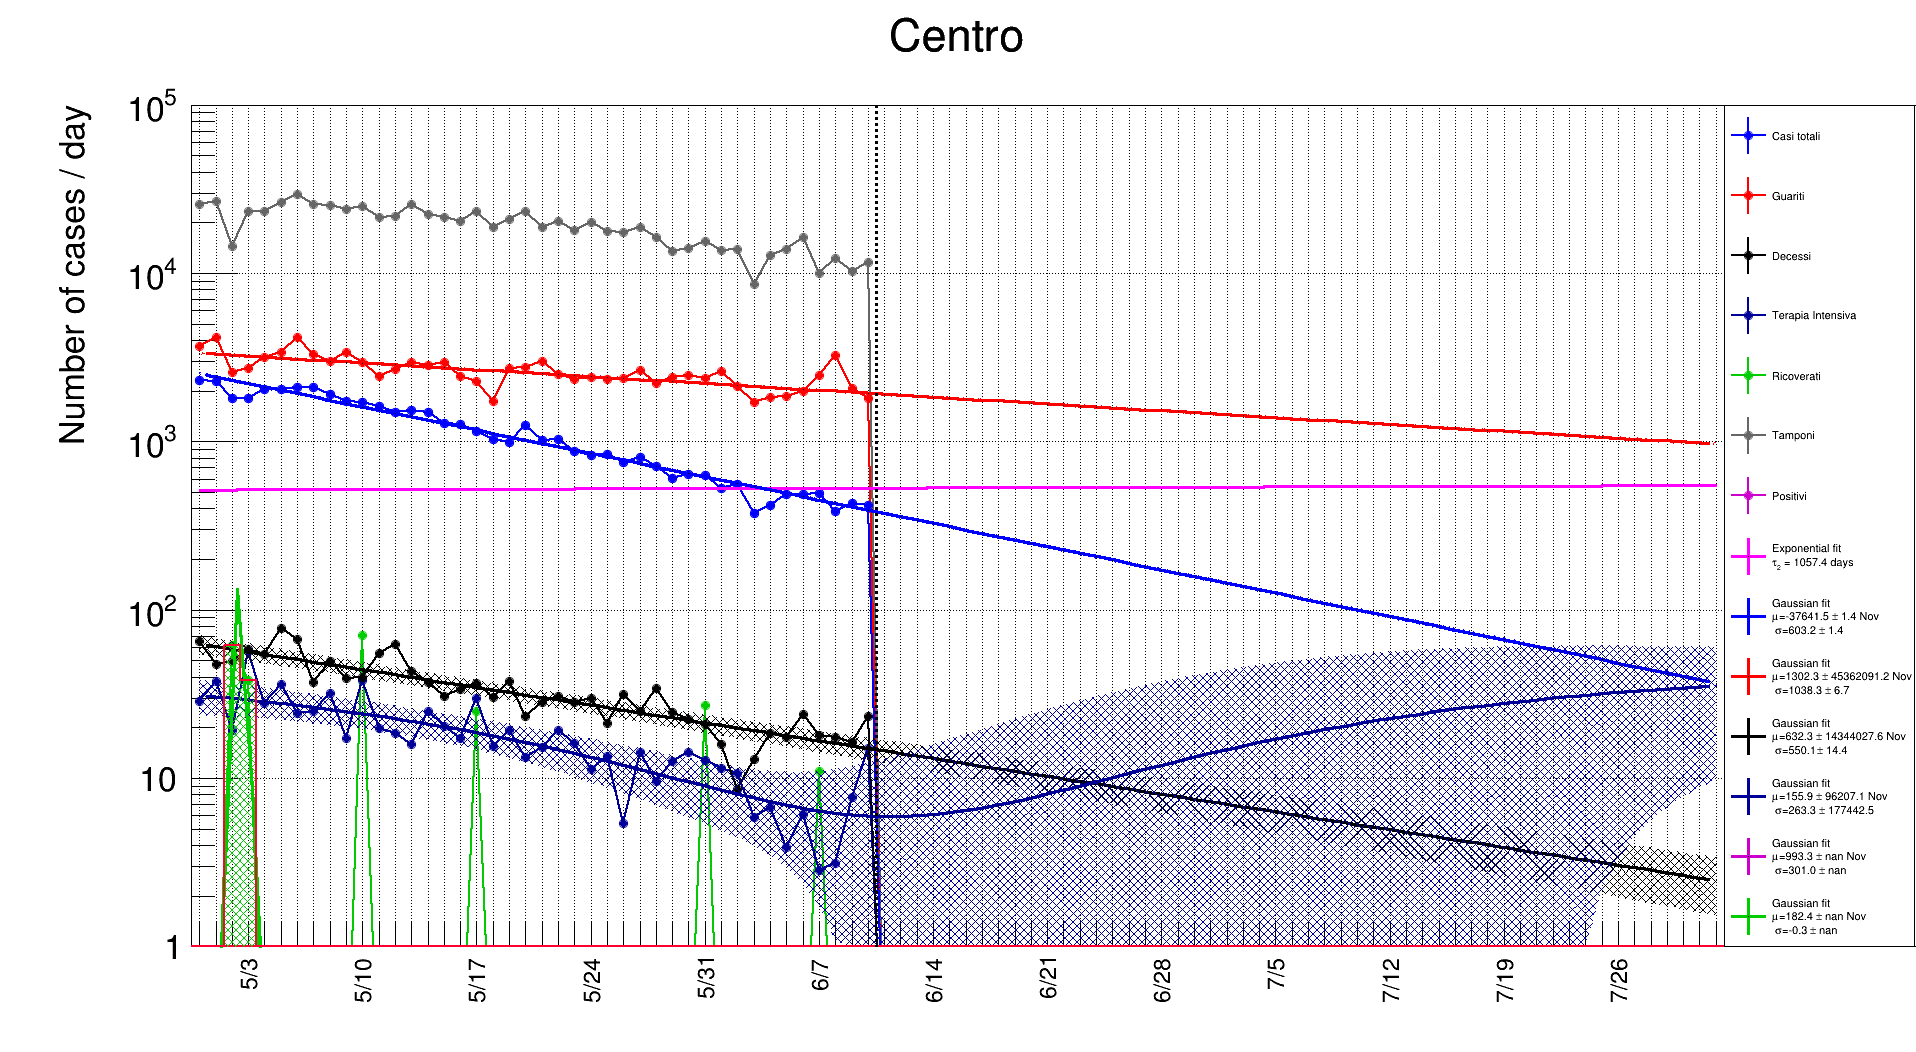 Centro
Number of cases / day
10^5
10^4
10^3
10^2
10
1
5/3
5/10
5/17
5/24
5/31
6/7
6/14
6/21
6/28
7/5
7/12
7/19
7/26
Casi totali
Guariti
Decessi
Terapia Intensiva
Ricoverati
Tamponi
Positivi
Exponential fit
τ₂ = 1057.4 days
Gaussian fit
μ=-37641.5 ± 1.4 Nov
σ=603.2 ± 1.4
Gaussian fit
μ=1302.3 ± 45362091.2 Nov
σ=1038.3 ± 6.7
Gaussian fit
μ=632.3 ± 14344027.6 Nov
σ=550.1 ± 14.4
Gaussian fit
μ=155.9 ± 96207.1 Nov
σ=263.3 ± 177442.5
Gaussian fit
μ=993.3 ± nan Nov
σ=301.0 ± nan
Gaussian fit
μ=182.4 ± nan Nov
σ=-0.3 ± nan